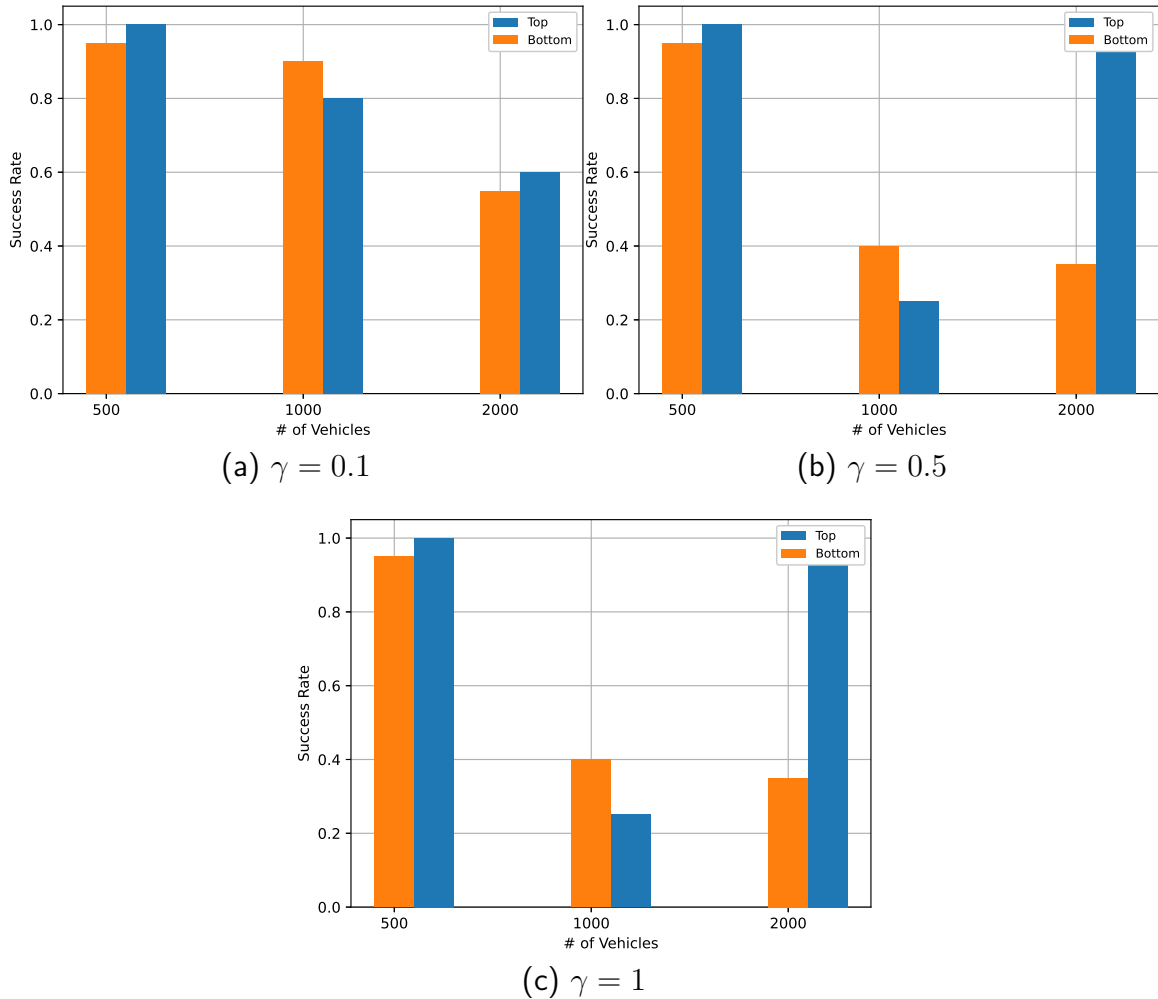 1.0
0.8
0.6
0.4
0.2
0.0
Success Rate
500
1000
2000
# of Vehicles
Top
Bottom
(a) γ = 0.1
1.0
0.8
0.6
0.4
0.2
0.0
Success Rate
500
1000
2000
# of Vehicles
Top
Bottom
(b) γ = 0.5
1.0
0.8
0.6
0.4
0.2
0.0
Success Rate
500
1000
2000
# of Vehicles
Top
Bottom
(c) γ = 1